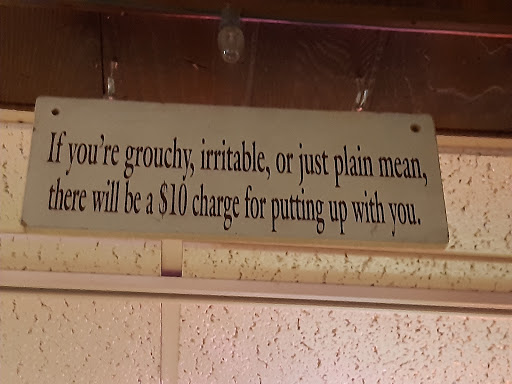 If you're grouchy, irritable, or just plain mean,
there will be a $10 charge for putting up with you.